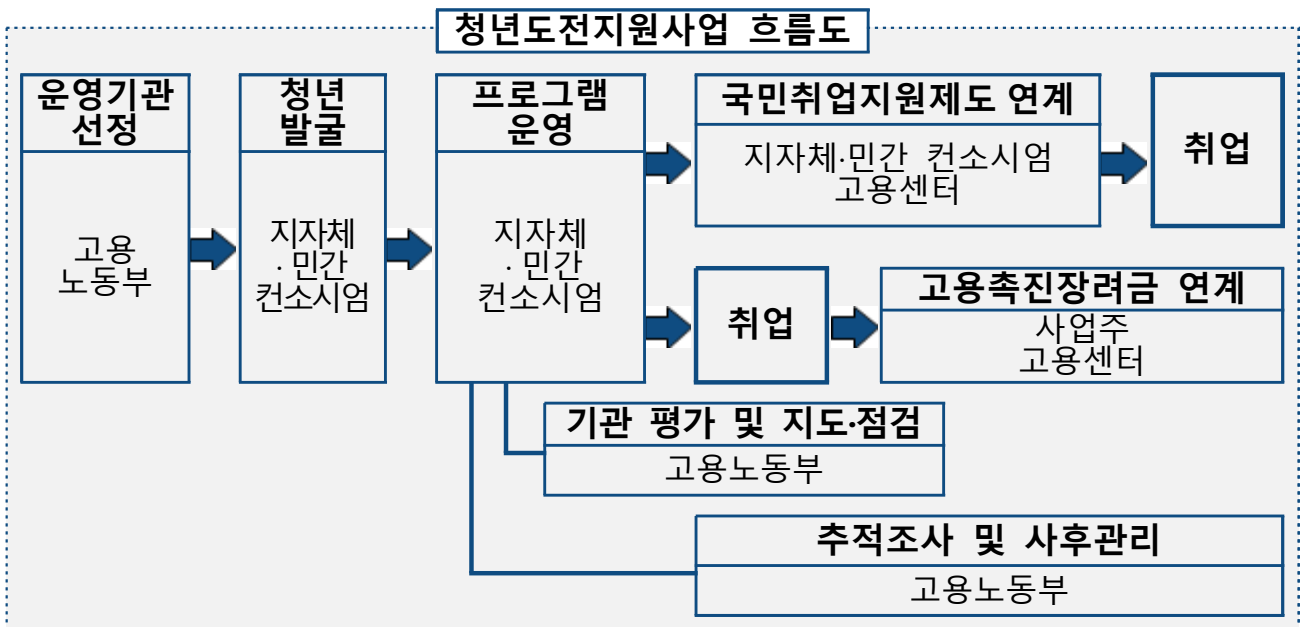 청년도전지원사업 흐름도
운영기관
선정
고용
노동부
청년
발굴
지자체
· 민간
컨소시엄
프로그램
운영
지자체
· 민간
컨소시엄
국민취업지원제도 연계
지자체·민간 컨소시엄
고용센터
취업
취업
고용촉진장려금 연계
사업주
고용센터
기관 평가 및 지도·점검
고용노동부
추적조사 및 사후관리
고용노동부